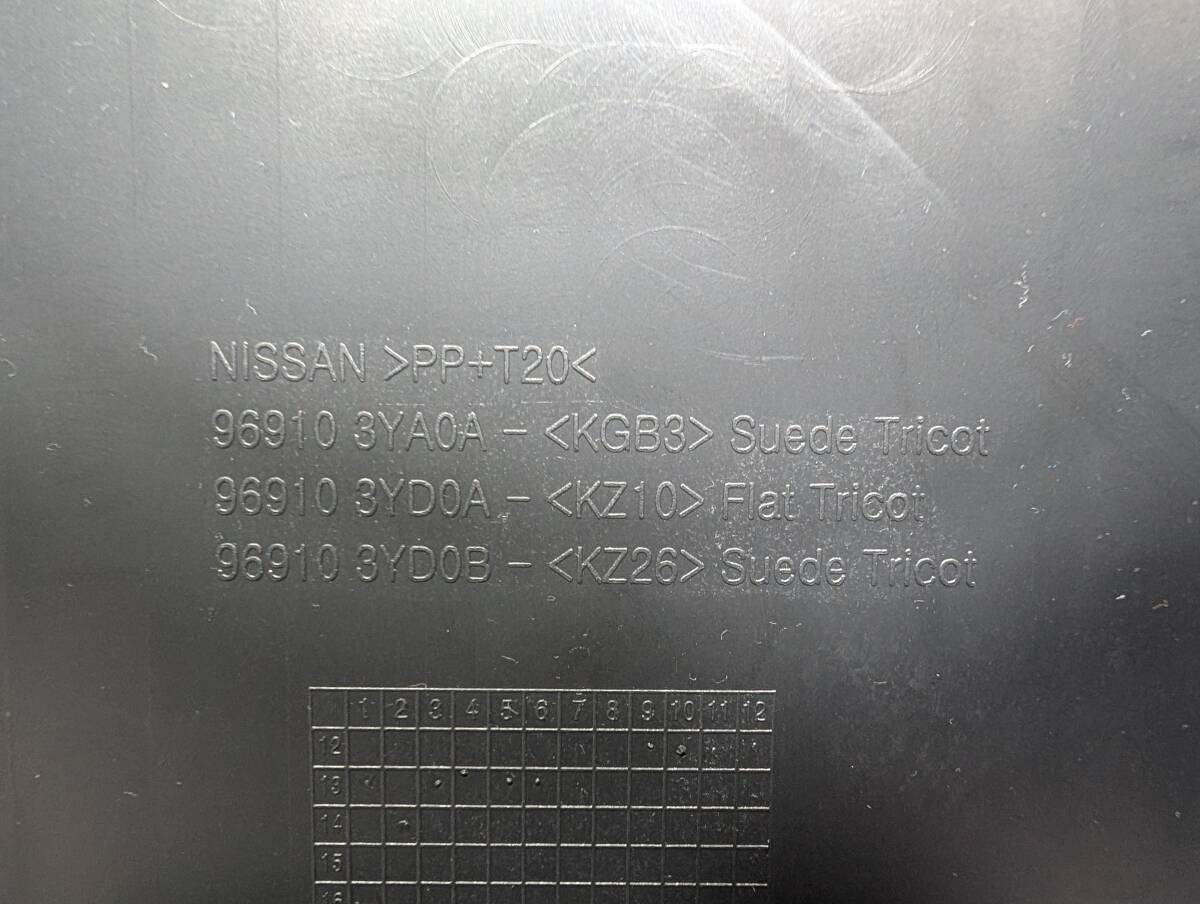 NISSAN >PP+T20<
96910 3YA0A - <KGB3> Suede Tricot
96910 3YD0A - <KZ10> Flat Tricot
96910 3YD0B - <KZ26> Suede Tricot
1 2 3 4 5 6 7 8 9 10 11 12
12
13
14
15
16